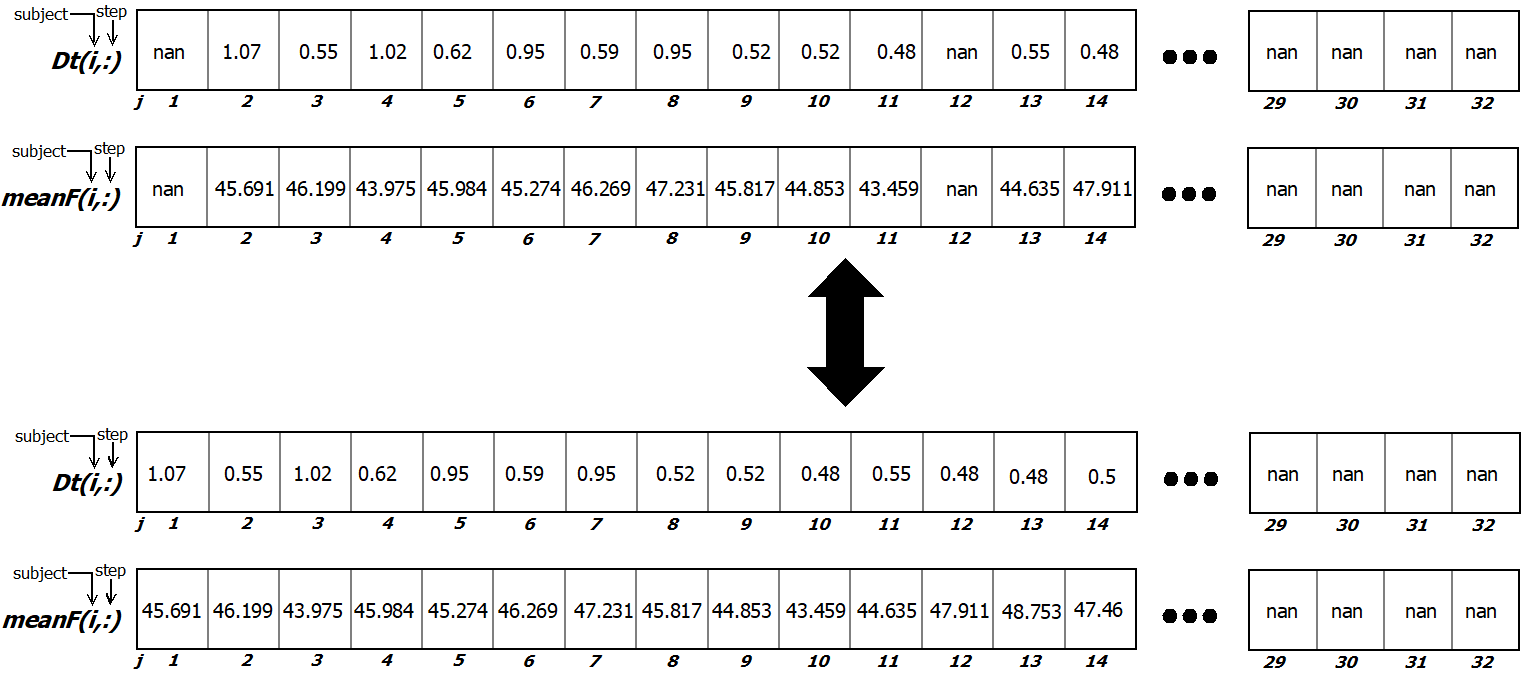 subject step
Dt(i,:) nan 1.07 0.55 1.02 0.62 0.95 0.59 0.95 0.52 0.52 0.48 nan 0.55 0.48 nan nan nan nan
j 1 2 3 4 5 6 7 8 9 10 11 12 13 14 29 30 31 32
subject step
meanF(i,:) nan 45.691 46.199 43.975 45.984 45.274 46.269 47.231 45.817 44.853 43.459 nan 44.635 47.911 nan nan nan nan
j 1 2 3 4 5 6 7 8 9 10 11 12 13 14 29 30 31 32
subject step
Dt(i,:) 1.07 0.55 1.02 0.62 0.95 0.59 0.95 0.52 0.52 0.48 0.55 0.48 0.48 0.5 nan nan nan nan
j 1 2 3 4 5 6 7 8 9 10 11 12 13 14 29 30 31 32
subject step
meanF(i,:) 45.691 46.199 43.975 45.984 45.274 46.269 47.231 45.817 44.853 43.459 44.635 47.911 48.753 47.46 nan nan nan nan
j 1 2 3 4 5 6 7 8 9 10 11 12 13 14 29 30 31 32